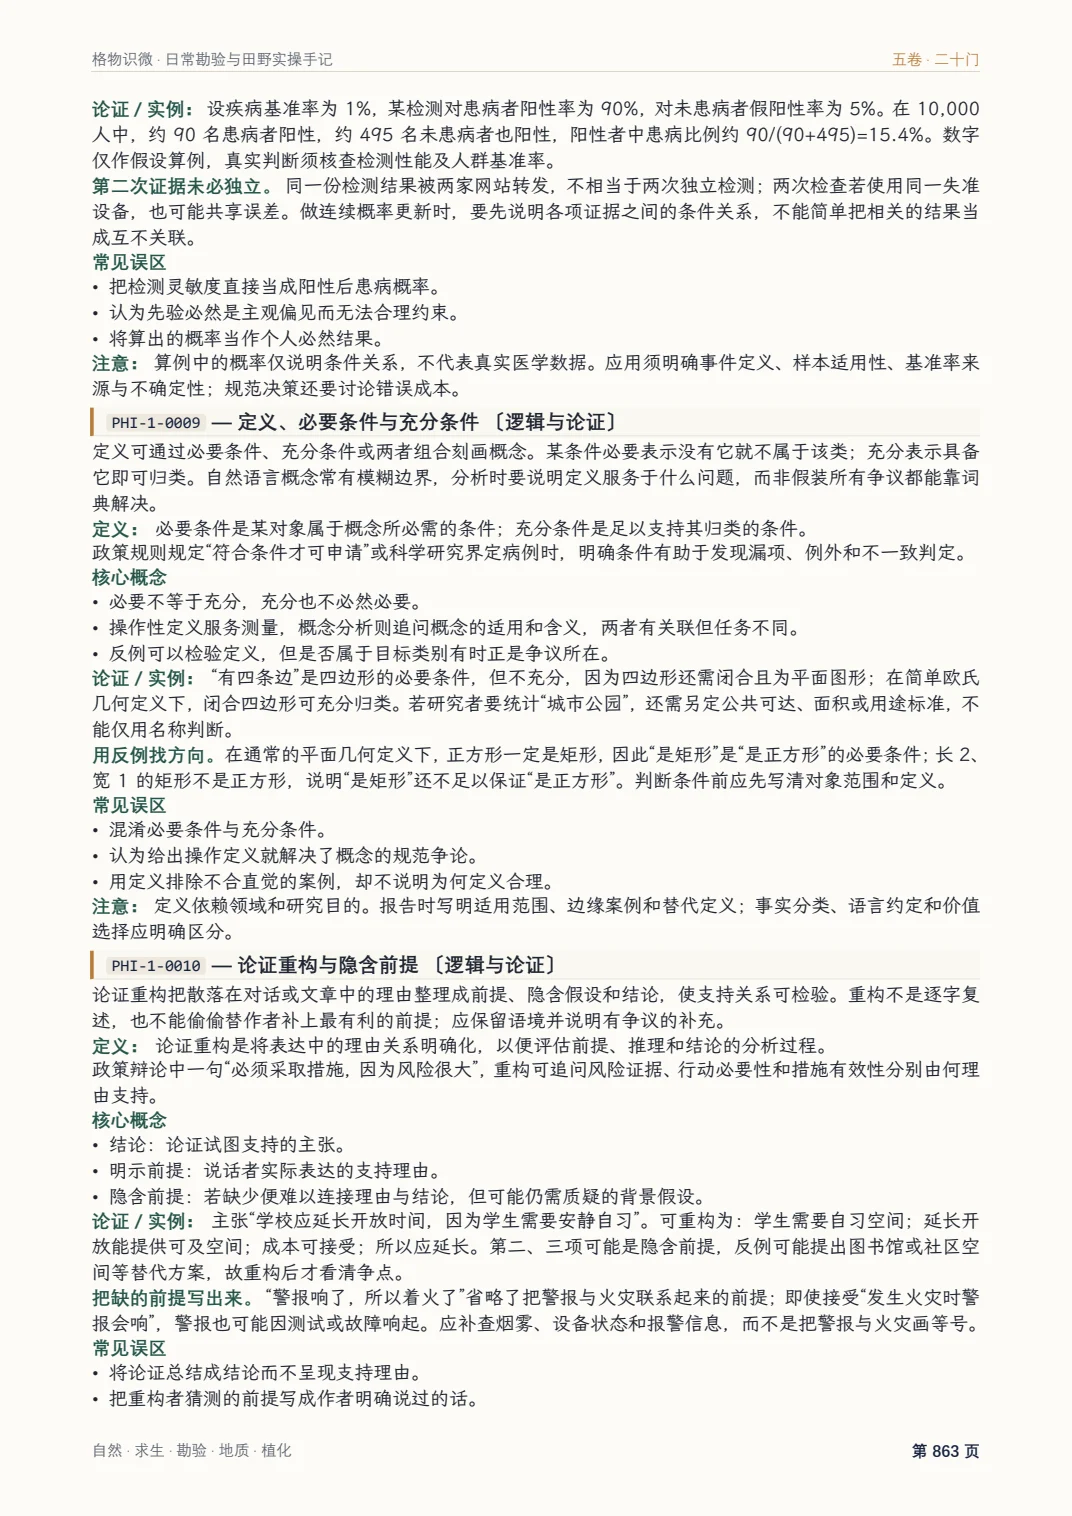 格物识微 · 日常勘验与田野实操手记
五卷 · 二十门
论证 / 实例： 设疾病基准率为 1%，某检测对患病者阳性率为 90%，对未患病者假阳性率为 5%。在 10,000
人中，约 90 名患病者阳性，约 495 名未患病者也阳性，阳性者中患病比例约 90/(90+495)=15.4%。数字
仅作假设算例，真实判断须核查检测性能及人群基准率。
第二次证据未必独立。 同一份检测结果被两家网站转发，不相当于两次独立检测；两次检查若使用同一失准
设备，也可能共享误差。做连续概率更新时，要先说明各项证据之间的条件关系，不能简单把相关的结果当
成互不关联。
常见误区
• 把检测灵敏度直接当成阳性后患病概率。
• 认为先验必然是主观偏见而无法合理约束。
• 将算出的概率当作个人必然结果。
注意： 算例中的概率仅说明条件关系，不代表真实医学数据。应用须明确事件定义、样本适用性、基准率来
源与不确定性；规范决策还要讨论错误成本。
PHI-1-0009 — 定义、必要条件与充分条件 〔逻辑与论证〕
定义可通过必要条件、充分条件或两者组合刻画概念。某条件必要表示没有它就不属于该类；充分表示具备
它即可归类。自然语言概念常有模糊边界，分析时要说明定义服务于什么问题，而非假装所有争议都能靠词
典解决。
定义： 必要条件是某对象属于概念所必需的条件；充分条件是足以支持其归类的条件。
政策规则规定“符合条件才可申请”或科学研究界定病例时，明确条件有助于发现漏项、例外和不一致判定。
核心概念
• 必要不等于充分，充分也不必然必要。
• 操作性定义服务测量，概念分析则追问概念的适用和含义，两者有关联但任务不同。
• 反例可以检验定义，但是否属于目标类别有时正是争议所在。
论证 / 实例： “有四条边”是四边形的必要条件，但不充分，因为四边形还需闭合且为平面图形；在简单欧氏
几何定义下，闭合四边形可充分归类。若研究者要统计“城市公园”，还需另定公共可达、面积或用途标准，不
能仅用名称判断。
用反例找方向。 在通常的平面几何定义下，正方形一定是矩形，因此“是矩形”是“是正方形”的必要条件；长 2、
宽 1 的矩形不是正方形，说明“是矩形”还不足以保证“是正方形”。判断条件前应先写清对象范围和定义。
常见误区
• 混淆必要条件与充分条件。
• 认为给出操作定义就解决了概念的规范争论。
• 用定义排除不合直觉的案例，却不说明为何定义合理。
注意： 定义依赖领域和研究目的。报告时写明适用范围、边缘案例和替代定义；事实分类、语言约定和价值
选择应明确区分。
PHI-1-0010 — 论证重构与隐含前提 〔逻辑与论证〕
论证重构把散落在对话或文章中的理由整理成前提、隐含假设和结论，使支持关系可检验。重构不是逐字复
述，也不能偷偷替作者补上最有利的前提；应保留语境并说明有争议的补充。
定义： 论证重构是将表达中的理由关系明确化，以便评估前提、推理和结论的分析过程。
政策辩论中一句“必须采取措施，因为风险很大”，重构可追问风险证据、行动必要性和措施有效性分别由何理
由支持。
核心概念
• 结论：论证试图支持的主张。
• 明示前提：说话者实际表达的支持理由。
• 隐含前提：若缺少便难以连接理由与结论，但可能仍需质疑的背景假设。
论证 / 实例： 主张“学校应延长开放时间，因为学生需要安静自习”。可重构为：学生需要自习空间；延长开
放能提供可及空间；成本可接受；所以应延长。第二、三项可能是隐含前提，反例可能提出图书馆或社区空
间等替代方案，故重构后才看清争点。
把缺的前提写出来。 “警报响了，所以着火了”省略了把警报与火灾联系起来的前提；即使接受“发生火灾时警
报会响”，警报也可能因测试或故障响起。应补查烟雾、设备状态和报警信息，而不是把警报与火灾画等号。
常见误区
• 将论证总结成结论而不呈现支持理由。
• 把重构者猜测的前提写成作者明确说过的话。
自然 · 求生 · 勘验 · 地质 · 植化
第 863 页